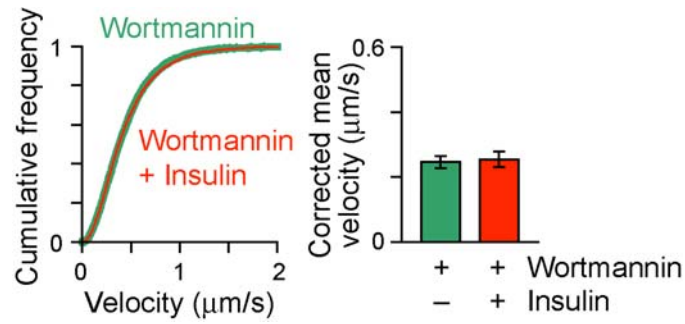 Wortmannin
Wortmannin
+ Insulin
Cumulative frequency
1
0
0
1
2
Velocity (μm/s)
Corrected mean
velocity (μm/s)
0.6
0
+ + Wortmannin
– + Insulin